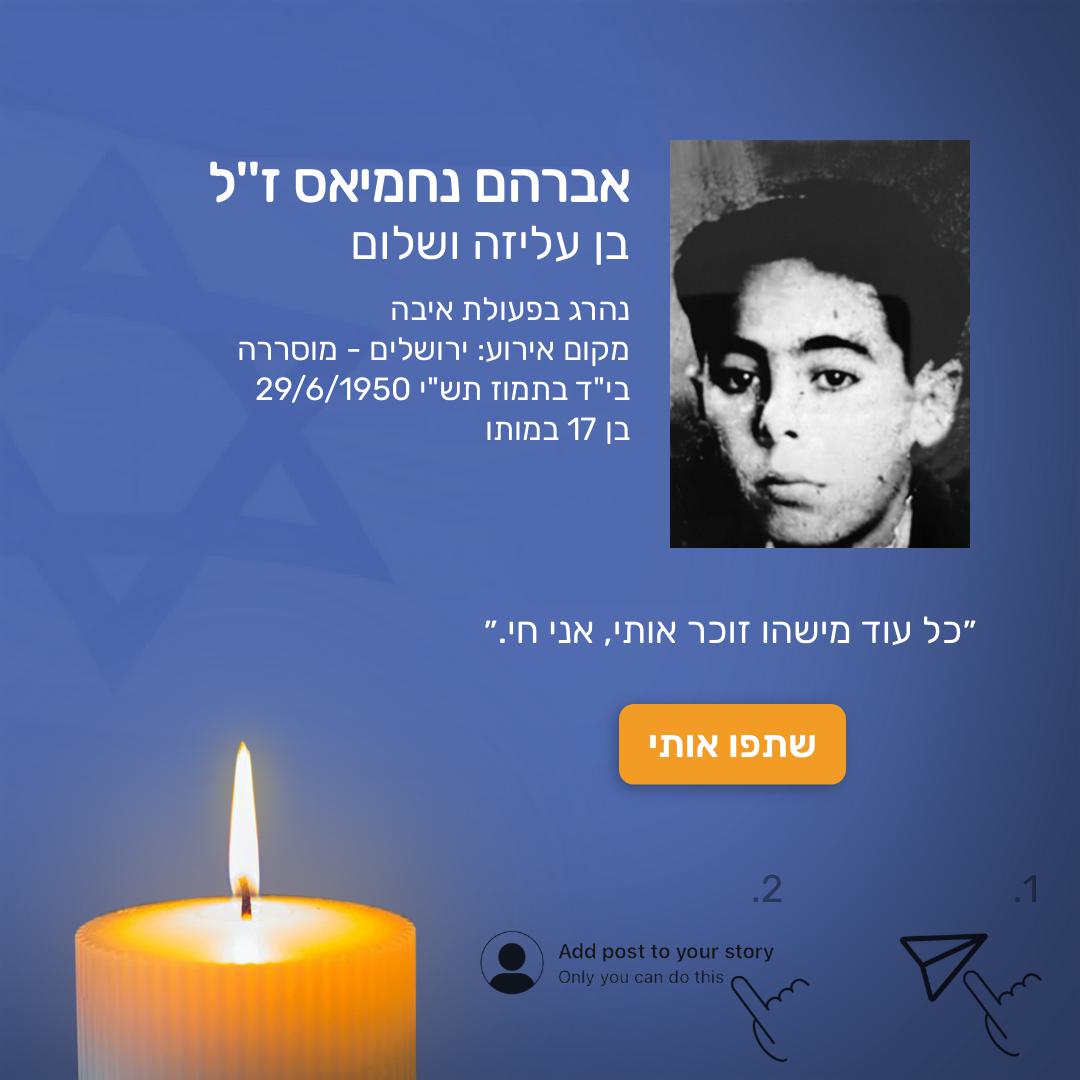 אברהם נחמיאס ז"ל
בן עליזה ושלום
נהרג בפעולת איבה
מקום אירוע: ירושלים - מוסררה
בי"ד בתמוז תש"י 29/6/1950
בן 17 במותו
״כל עוד מישהו זוכר אותי, אני חי.״
שתפו אותי
.1
.2
Add post to your story
Only you can do this